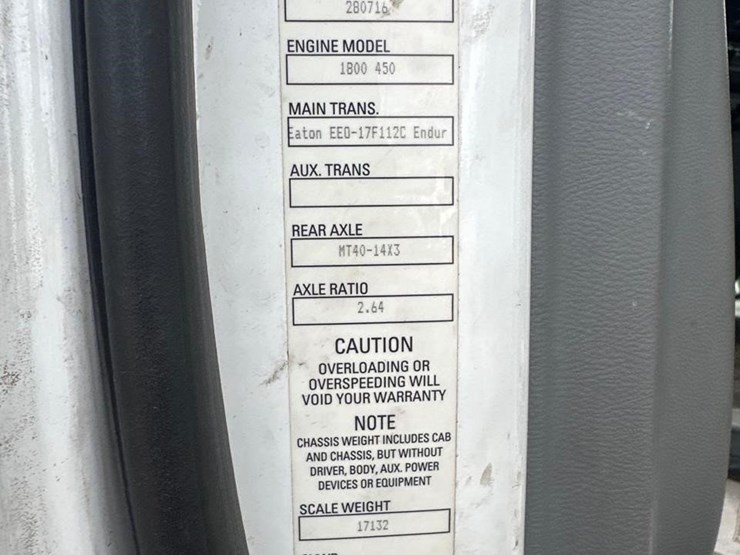 280716
ENGINE MODEL
1800 450
MAIN TRANS.
Eaton EEO-17F112C Endur
AUX. TRANS
REAR AXLE
MT40-14X3
AXLE RATIO
2.64
CAUTION
OVERLOADING OR
OVERSPEEDING WILL
VOID YOUR WARRANTY
NOTE
CHASSIS WEIGHT INCLUDES CAB
AND CHASSIS, BUT WITHOUT
DRIVER, BODY, AUX. POWER
DEVICES OR EQUIPMENT
SCALE WEIGHT
17132